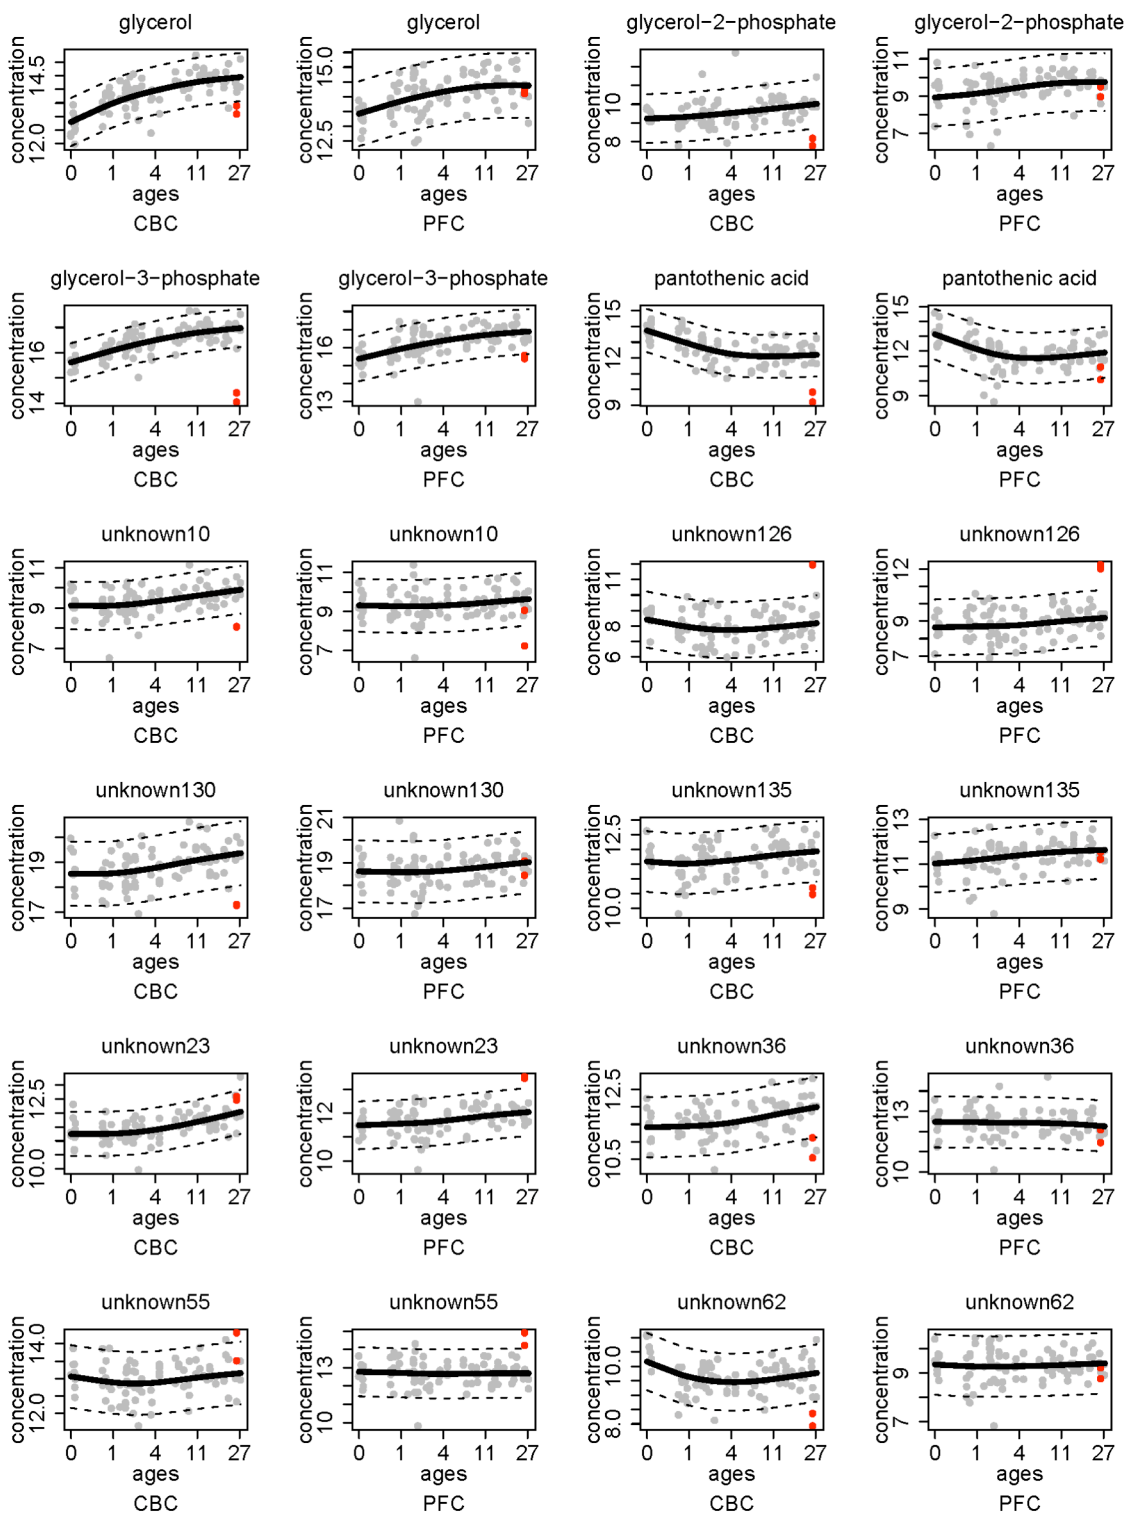 glycerol
concentration
14.5
12.0
0 1 4 11 27
ages
CBC
glycerol
concentration
15.0
12.5
0 1 4 11 27
ages
PFC
glycerol−2−phosphate
concentration
10
8
0 1 4 11 27
ages
CBC
glycerol−2−phosphate
concentration
11
9
7
0 1 4 11 27
ages
PFC
glycerol−3−phosphate
concentration
16
14
0 1 4 11 27
ages
CBC
glycerol−3−phosphate
concentration
16
13
0 1 4 11 27
ages
PFC
pantothenic acid
concentration
15
12
9
0 1 4 11 27
ages
CBC
pantothenic acid
concentration
15
12
9
0 1 4 11 27
ages
PFC
unknown10
concentration
11
9
7
0 1 4 11 27
ages
CBC
unknown10
concentration
11
9
7
0 1 4 11 27
ages
PFC
unknown126
concentration
11
8
6
0 1 4 11 27
ages
CBC
unknown126
concentration
12
9
7
0 1 4 11 27
ages
PFC
unknown130
concentration
19
17
0 1 4 11 27
ages
CBC
unknown130
concentration
21
19
17
0 1 4 11 27
ages
PFC
unknown135
concentration
12.5
10.0
0 1 4 11 27
ages
CBC
unknown135
concentration
13
11
9
0 1 4 11 27
ages
PFC
unknown23
concentration
12.5
10.0
0 1 4 11 27
ages
CBC
unknown23
concentration
12
10
0 1 4 11 27
ages
PFC
unknown36
concentration
12.5
10.5
0 1 4 11 27
ages
CBC
unknown36
concentration
13
10
0 1 4 11 27
ages
PFC
unknown55
concentration
14.0
12.0
0 1 4 11 27
ages
CBC
unknown55
concentration
13
10
0 1 4 11 27
ages
PFC
unknown62
concentration
10.0
8.0
0 1 4 11 27
ages
CBC
unknown62
concentration
9
7
0 1 4 11 27
ages
PFC